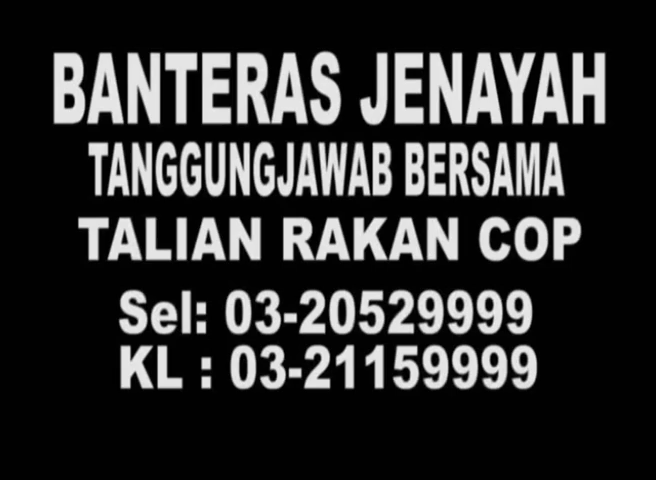 BANTERAS JENAYAH
TANGGUNGJAWAB BERSAMA
TALIAN RAKAN COP
Sel: 03-20529999
KL : 03-21159999